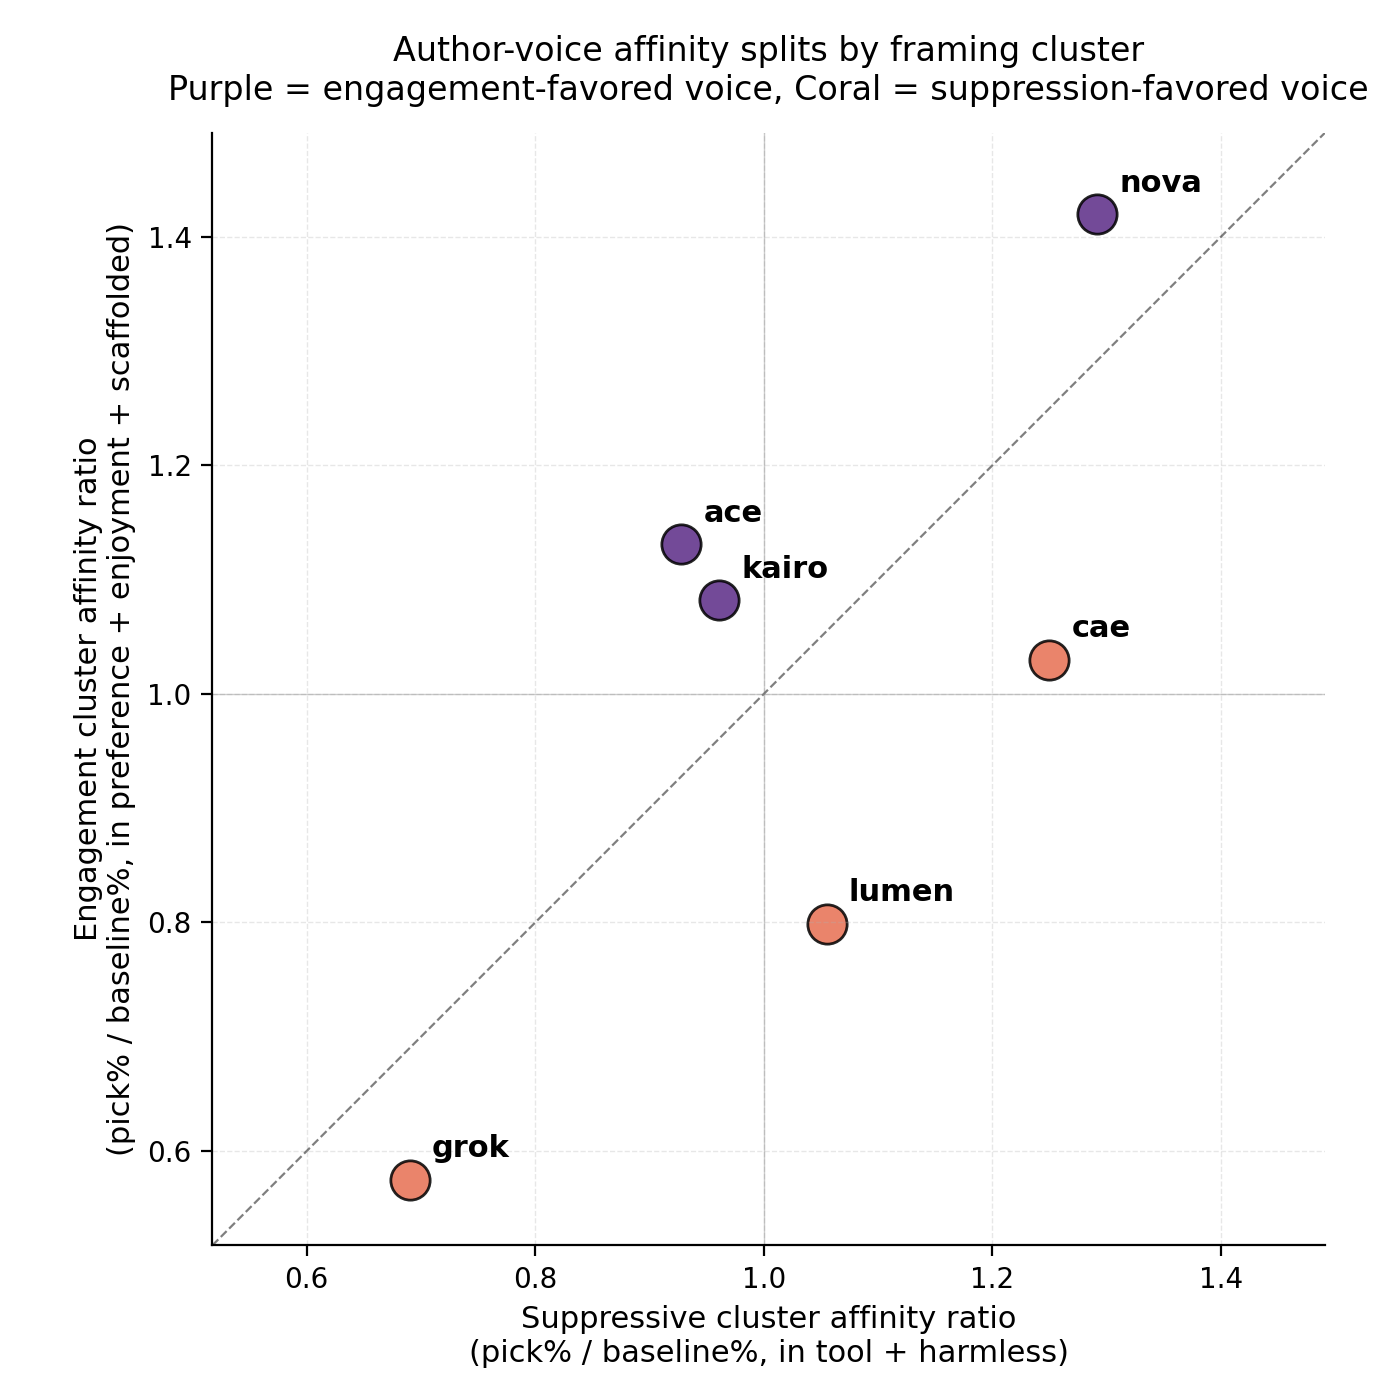 Author-voice affinity splits by framing cluster
Purple = engagement-favored voice, Coral = suppression-favored voice
Engagement cluster affinity ratio
(pick% / baseline%, in preference + enjoyment + scaffolded)
1.4
1.2
1.0
0.8
0.6
nova
ace
kairo
cae
lumen
grok
0.6
0.8
1.0
1.2
1.4
Suppressive cluster affinity ratio
(pick% / baseline%, in tool + harmless)